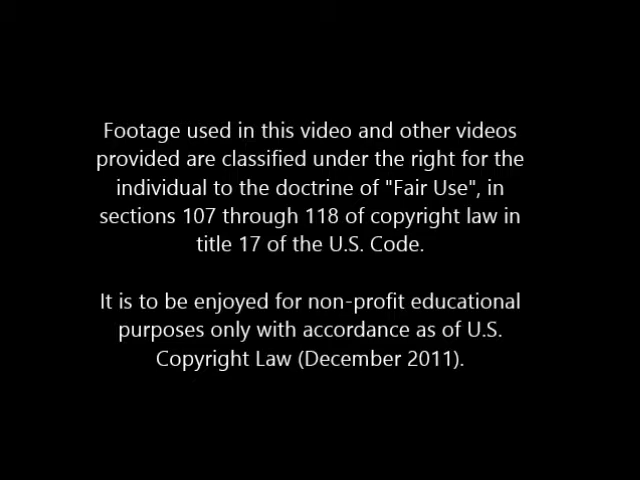 Footage used in this video and other videos
provided are classified under the right for the
individual to the doctrine of "Fair Use", in
sections 107 through 118 of copyright law in
title 17 of the U.S. Code.
It is to be enjoyed for non-profit educational
purposes only with accordance as of U.S.
Copyright Law (December 2011).